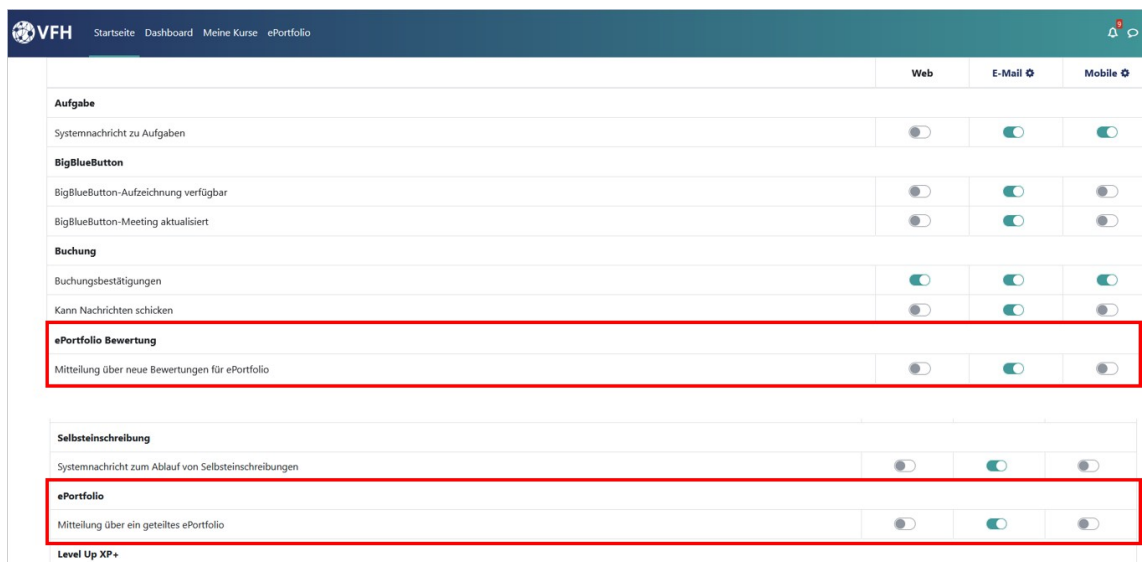 VFH Startseite Dashboard Meine Kurse ePortfolio 9
Web E-Mail Mobile
Aufgabe
Systemnachricht zu Aufgaben
BigBlueButton
BigBlueButton-Aufzeichnung verfügbar
BigBlueButton-Meeting aktualisiert
Buchung
Buchungsbestätigungen
Kann Nachrichten schicken
ePortfolio Bewertung
Mitteilung über neue Bewertungen für ePortfolio
Selbsteinschreibung
Systemnachricht zum Ablauf von Selbsteinschreibungen
ePortfolio
Mitteilung über ein geteiltes ePortfolio
Level Up XP+